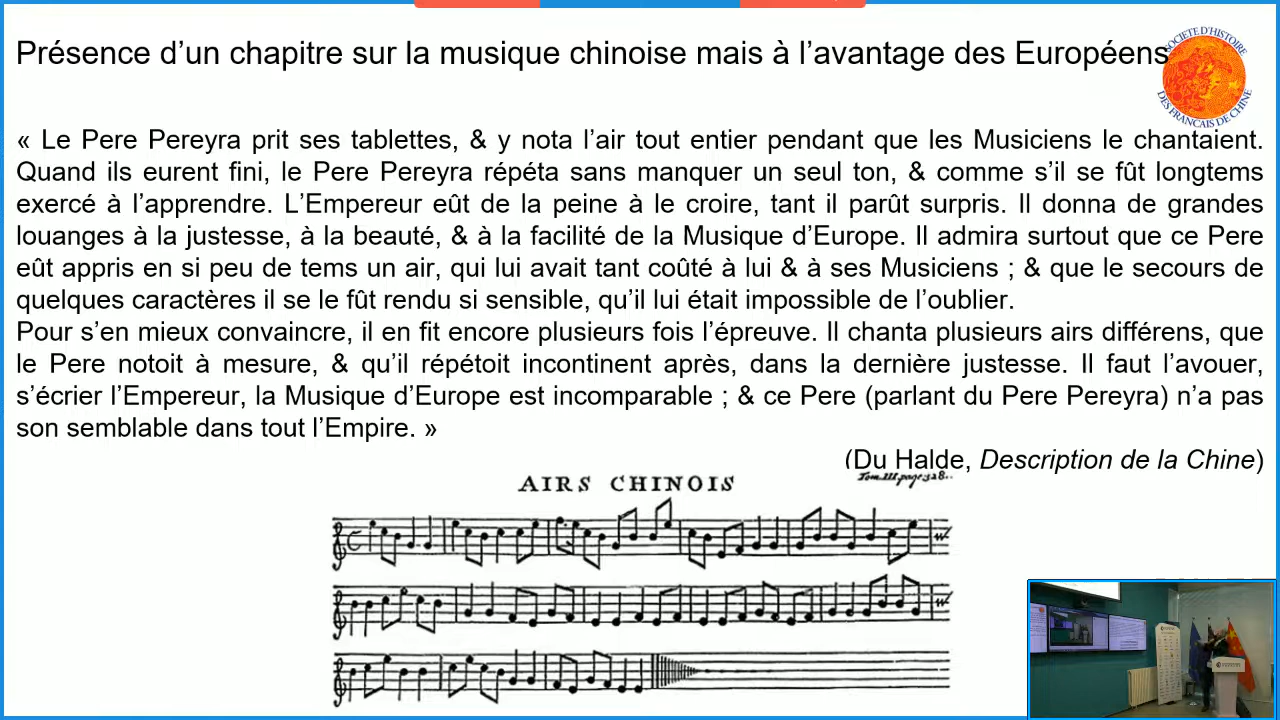 Présence d’un chapitre sur la musique chinoise mais à l’avantage des Européens
SOCIETE D'HISTOIRE
DES FRANCAIS DE CHINE
« Le Pere Pereyra prit ses tablettes, & y nota l’air tout entier pendant que les Musiciens le chantaient.
Quand ils eurent fini, le Pere Pereyra répéta sans manquer un seul ton, & comme s’il se fût longtems
exercé à l’apprendre. L’Empereur eût de la peine à le croire, tant il parût surpris. Il donna de grandes
louanges à la justesse, à la beauté, & à la facilité de la Musique d’Europe. Il admira surtout que ce Pere
eût appris en si peu de tems un air, qui lui avait tant coûté à lui & à ses Musiciens ; & que le secours de
quelques caractères il se le fût rendu si sensible, qu’il lui était impossible de l’oublier.
Pour s’en mieux convaincre, il en fit encore plusieurs fois l’épreuve. Il chanta plusieurs airs différens, que
le Pere notoit à mesure, & qu’il répétoit incontinent après, dans la dernière justesse. Il faut l’avouer,
s’écrier l’Empereur, la Musique d’Europe est incomparable ; & ce Pere (parlant du Pere Pereyra) n’a pas
son semblable dans tout l’Empire. »
(Du Halde, Description de la Chine)
AIRS CHINOIS
Tom. III. page 328.